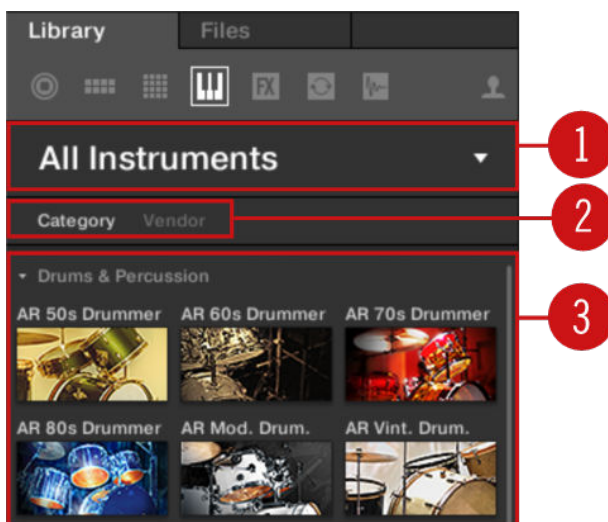 Library Files
FX
All Instruments
1
Category Vendor
2
Drums & Percussion
AR 50s Drummer AR 60s Drummer AR 70s Drummer
3
AR 80s Drummer AR Mod. Drum. AR Vint. Drum.